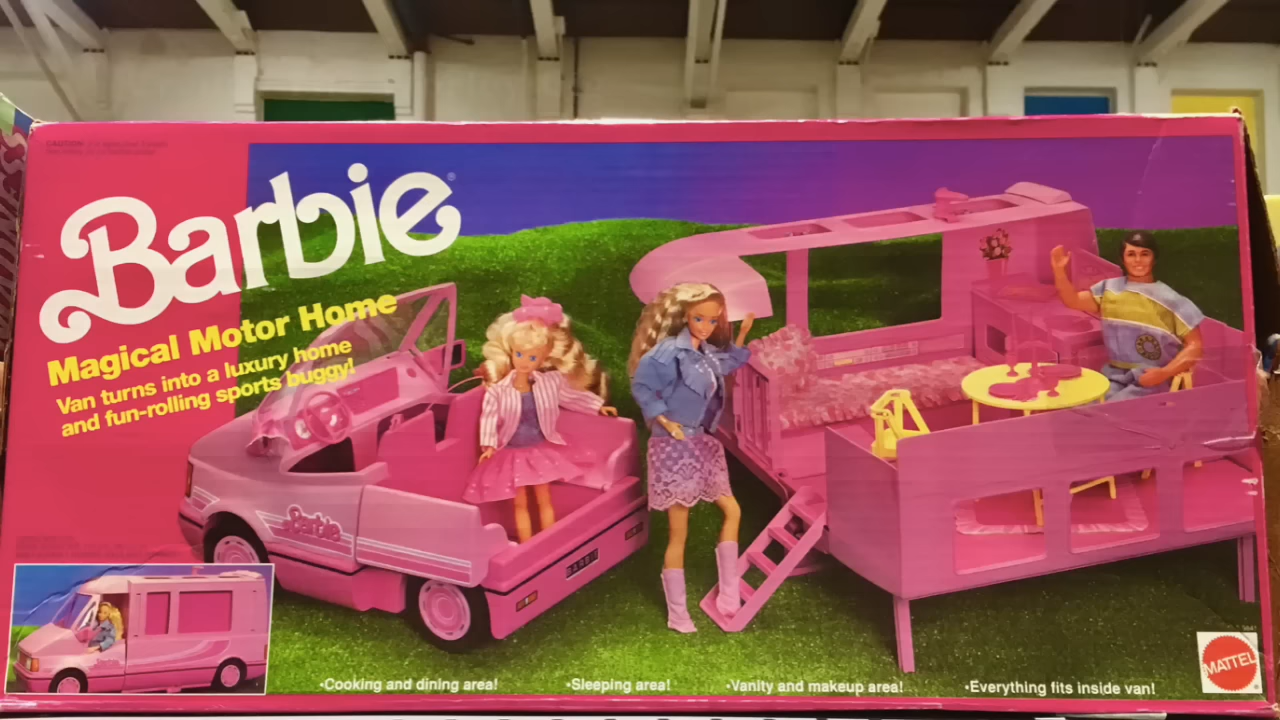 Barbie®
Magical Motor Home
Van turns into a luxury home
and fun-rolling sports buggy!
Barbie
BARBIE
•Cooking and dining area!
•Sleeping area!
•Vanity and makeup area!
•Everything fits inside van!
MATTEL